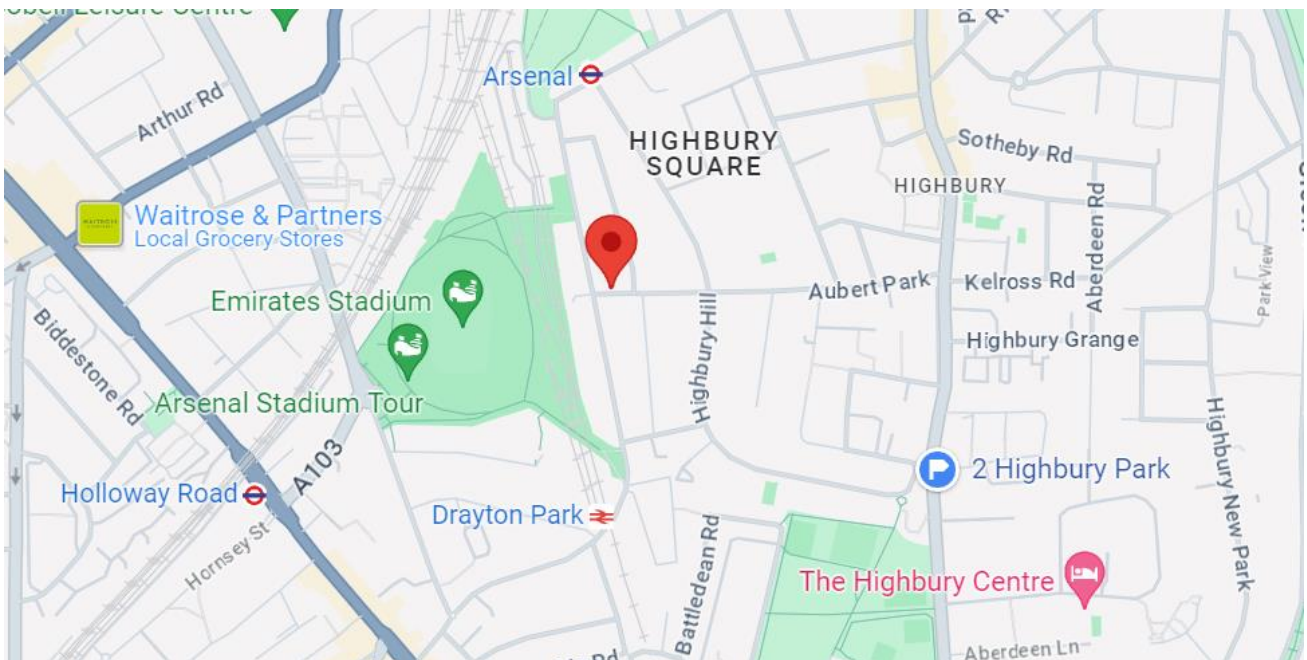 Arsenal
Arthur Rd
HIGHBURY
SQUARE
Sotheby Rd
HIGHBURY
Waitrose & Partners
Local Grocery Stores
WAITROSE
Emirates Stadium
Aubert Park
Kelross Rd
Aberdeen Rd
Park View
Biddestone Rd
Highbury Hill
Highbury Grange
Arsenal Stadium Tour
Highbury New Park
A103
Holloway Road
2 Highbury Park
Drayton Park
Hornsey St
Battledean Rd
The Highbury Centre
Aberdeen Ln
Rd